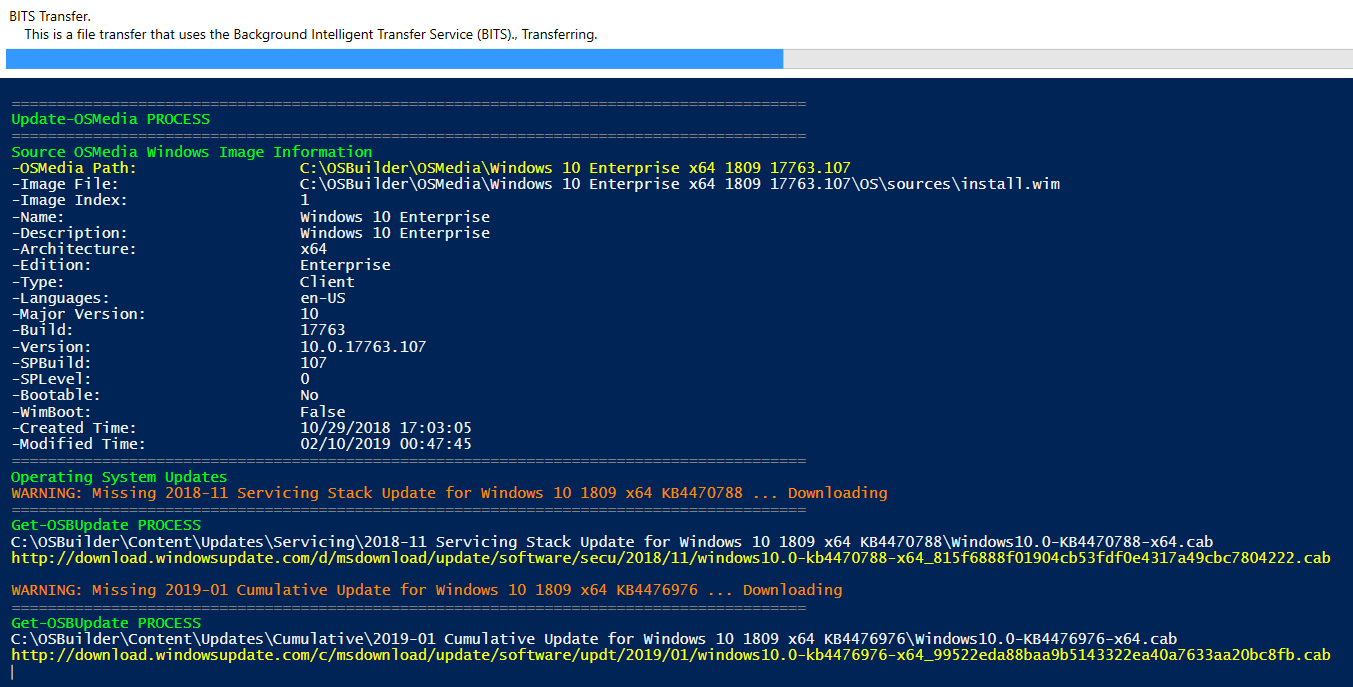 BITS Transfer.
This is a file transfer that uses the Background Intelligent Transfer Service (BITS)., Transferring.
========================================================================================
Update-OSMedia PROCESS
========================================================================================
Source OSMedia Windows Image Information
-OSMedia Path: C:\OSBuilder\OSMedia\Windows 10 Enterprise x64 1809 17763.107
-Image File: C:\OSBuilder\OSMedia\Windows 10 Enterprise x64 1809 17763.107\OS\sources\install.wim
-Image Index: 1
-Name: Windows 10 Enterprise
-Description: Windows 10 Enterprise
-Architecture: x64
-Edition: Enterprise
-Type: Client
-Languages: en-US
-Major Version: 10
-Build: 17763
-Version: 10.0.17763.107
-SPBuild: 107
-SPLevel: 0
-Bootable: No
-WimBoot: False
-Created Time: 10/29/2018 17:03:05
-Modified Time: 02/10/2019 00:47:45
========================================================================================
Operating System Updates
WARNING: Missing 2018-11 Servicing Stack Update for Windows 10 1809 x64 KB4470788 ... Downloading
========================================================================================
Get-OSBUpdate PROCESS
C:\OSBuilder\Content\Updates\Servicing\2018-11 Servicing Stack Update for Windows 10 1809 x64 KB4470788\Windows10.0-KB4470788-x64.cab
http://download.windowsupdate.com/d/msdownload/update/software/secu/2018/11/windows10.0-kb4470788-x64_815f6888f01904cb53fdf0e4317a49cbc7804222.cab
WARNING: Missing 2019-01 Cumulative Update for Windows 10 1809 x64 KB4476976 ... Downloading
========================================================================================
Get-OSBUpdate PROCESS
C:\OSBuilder\Content\Updates\Cumulative\2019-01 Cumulative Update for Windows 10 1809 x64 KB4476976\Windows10.0-KB4476976-x64.cab
http://download.windowsupdate.com/c/msdownload/update/software/updt/2019/01/windows10.0-kb4476976-x64_99522eda88baa9b5143322ea40a7633aa20bc8fb.cab